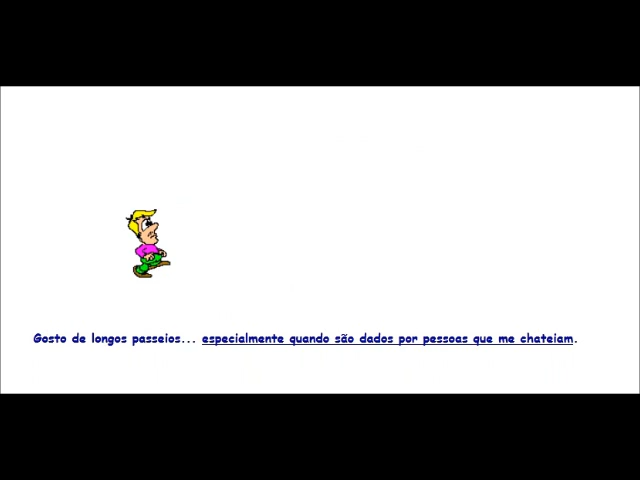 Gosto de longos passeios... especialmente quando são dados por pessoas que me chateiam.